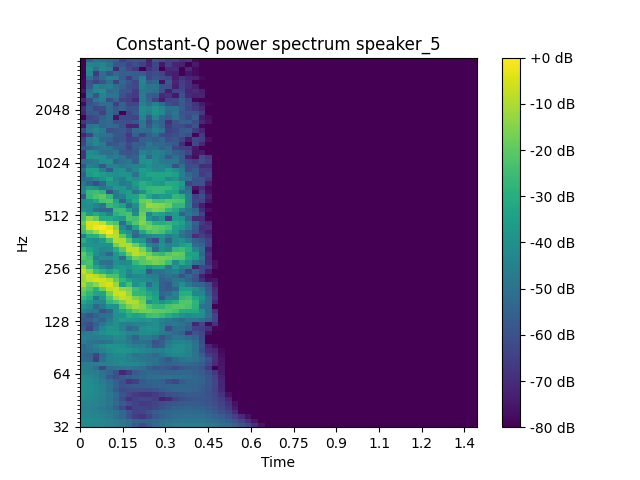 Constant-Q power spectrum speaker_5
Hz
2048
1024
512
256
128
64
32
0 0.15 0.3 0.45 0.6 0.75 0.9 1.1 1.2 1.4
Time
+0 dB
-10 dB
-20 dB
-30 dB
-40 dB
-50 dB
-60 dB
-70 dB
-80 dB